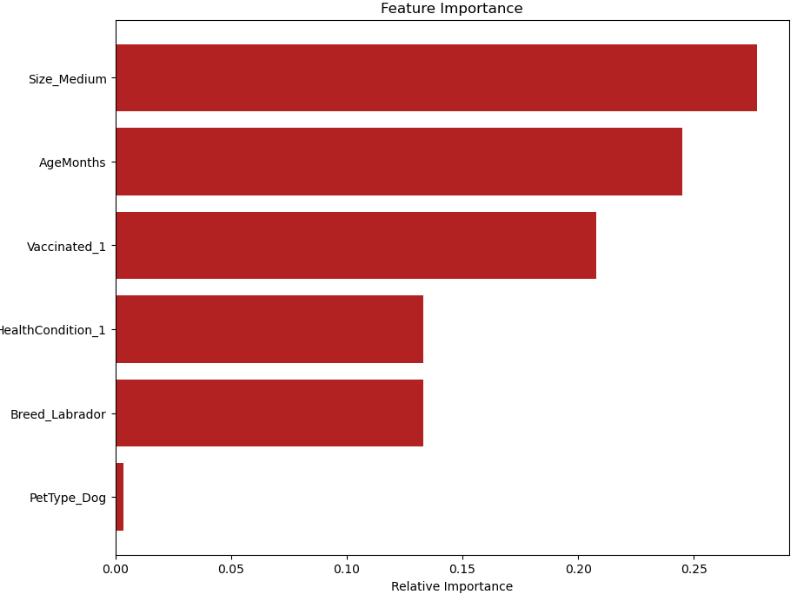 Feature Importance
Size_Medium
AgeMonths
Vaccinated_1
HealthCondition_1
Breed_Labrador
PetType_Dog
0.00 0.05 0.10 0.15 0.20 0.25
Relative Importance